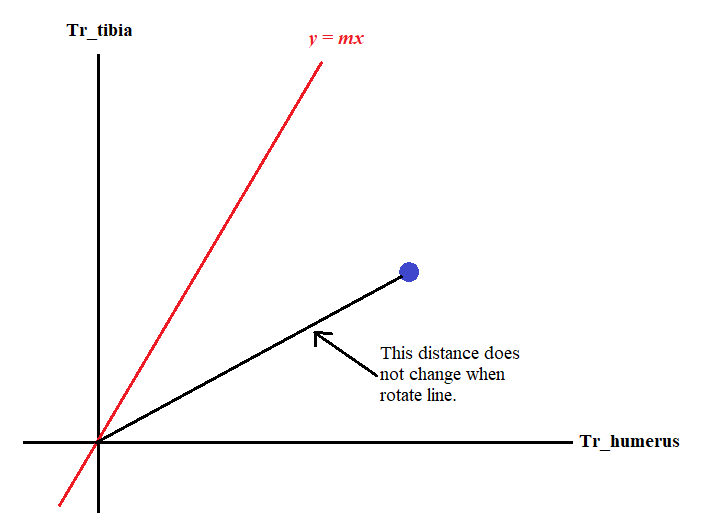 Tr_tibia
y = mx
This distance does
not change when
rotate line.
Tr_humerus